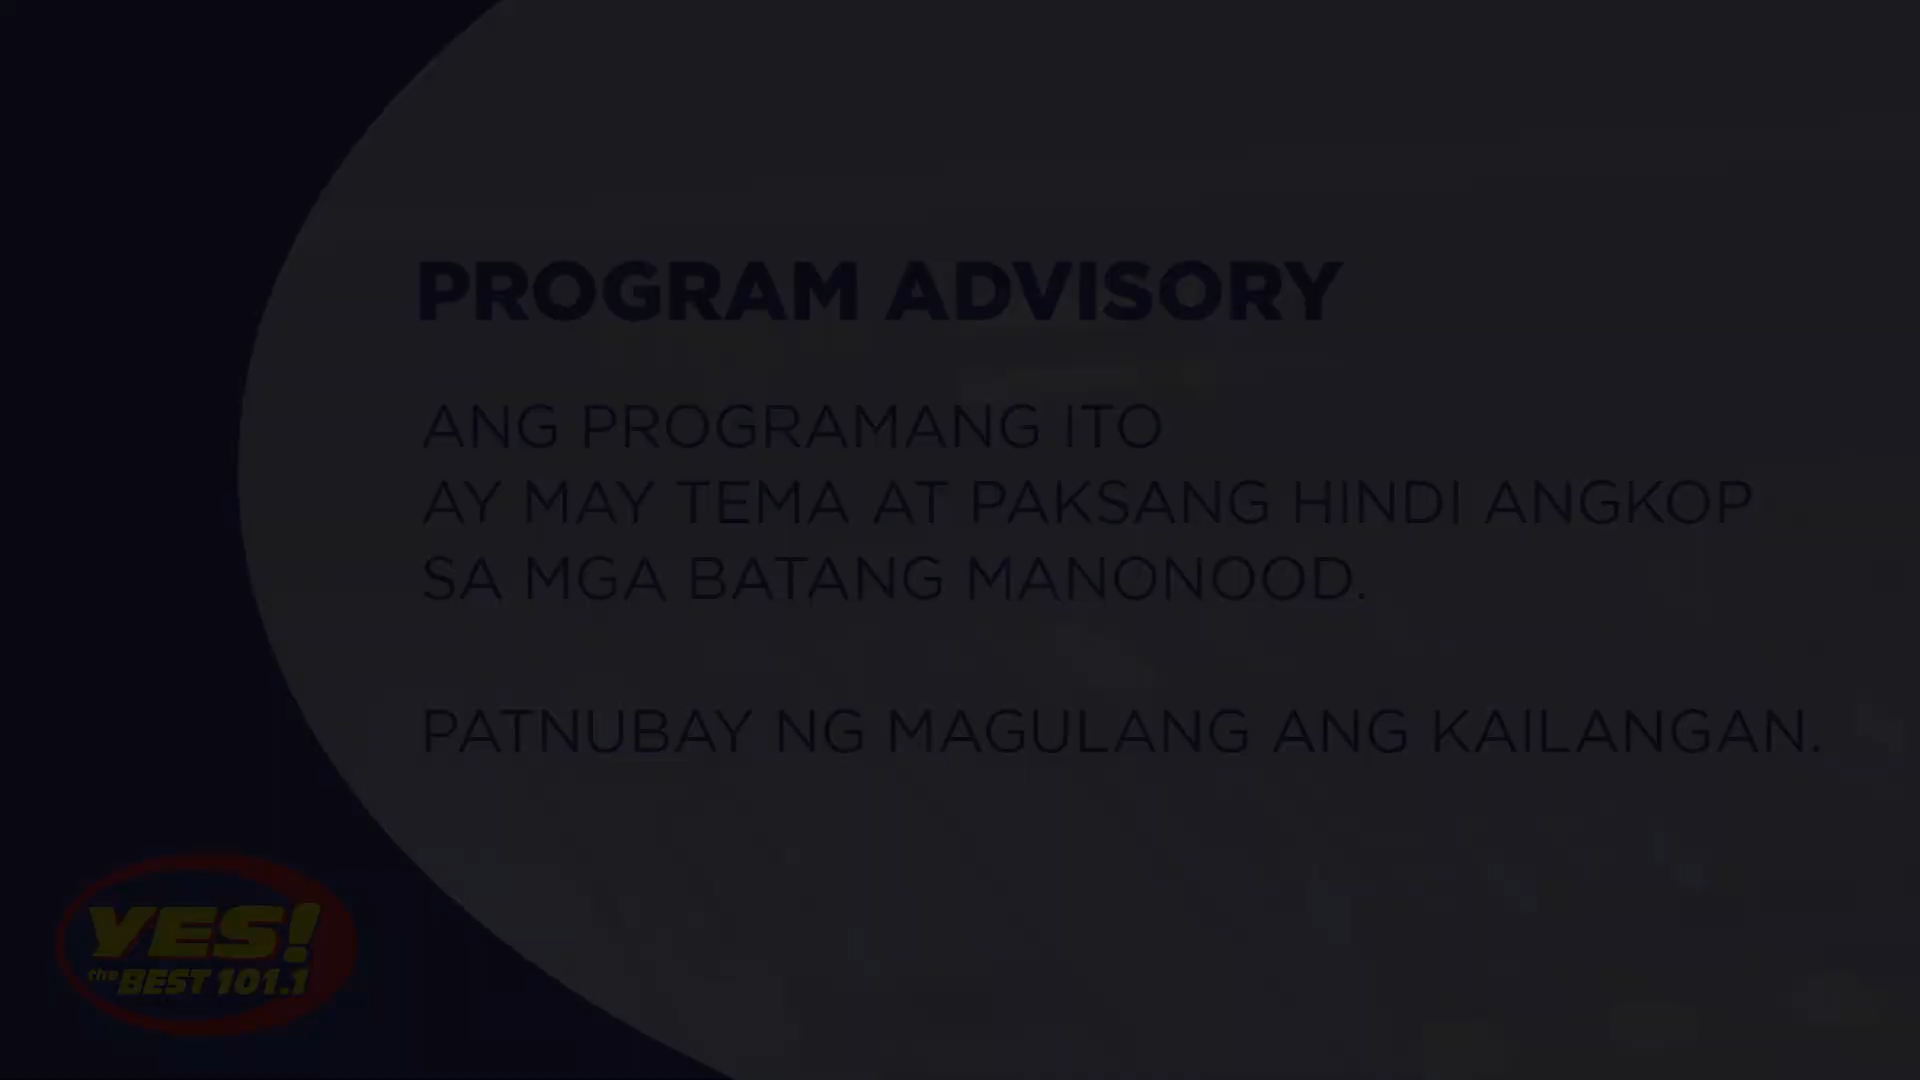 PROGRAM ADVISORY
ANG PROGRAMANG ITO
AY MAY TEMA AT PAKSANG HINDI ANGKOP
SA MGA BATANG MANONOOD.
PATNUBAY NG MAGULANG ANG KAILANGAN.
YES!
the BEST 101.1